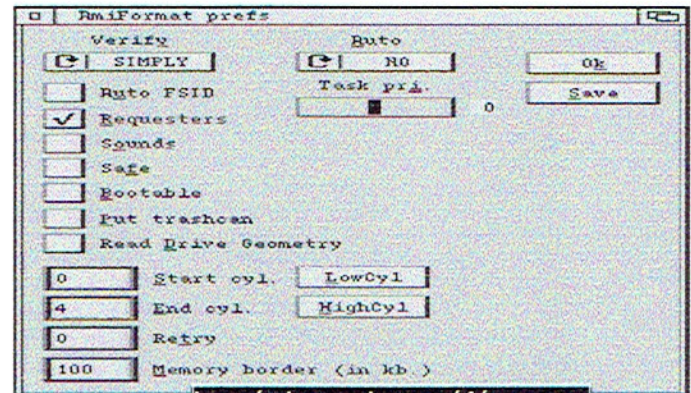 AmiFormat prefs
Verify
Auto
SIMPLY
NO
Ok
Auto FSID
Task pri.
Save
0
Requesters
Sounds
Safe
Bootable
Put trashcan
Read Drive Geometry
0
Start cyl.
LowCyl
4
End cyl.
HighCyl
0
Retry
100
Memory border (in kb.)